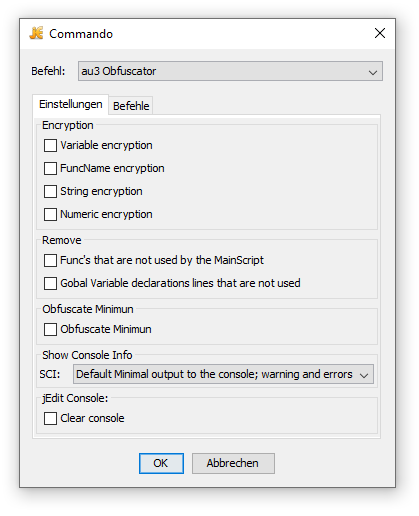 Commando
Befehl: au3 Obfuscator
Einstellungen Befehle
Encryption
Variable encryption
FuncName encryption
String encryption
Numeric encryption
Remove
Func's that are not used by the MainScript
Gobal Variable declarations lines that are not used
Obfuscate Minimun
Obfuscate Minimun
Show Console Info
SCI: Default Minimal output to the console; warning and errors
jEdit Console:
Clear console
OK Abbrechen